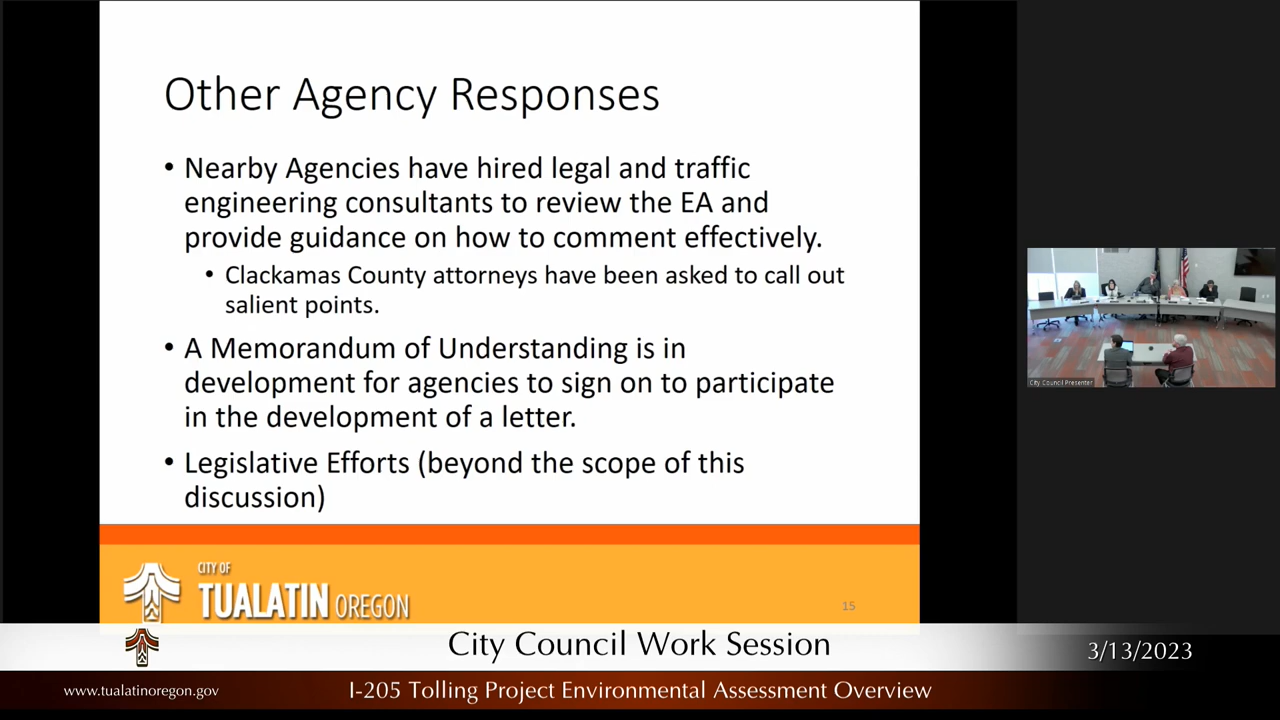 Other Agency Responses
• Nearby Agencies have hired legal and traffic
engineering consultants to review the EA and
provide guidance on how to comment effectively.
• Clackamas County attorneys have been asked to call out
salient points.
• A Memorandum of Understanding is in
development for agencies to sign on to participate
in the development of a letter.
• Legislative Efforts (beyond the scope of this
discussion)
CITY OF
TUALATIN OREGON
15
City Council Presenter
City Council Work Session
3/13/2023
www.tualatinoregon.gov
I-205 Tolling Project Environmental Assessment Overview